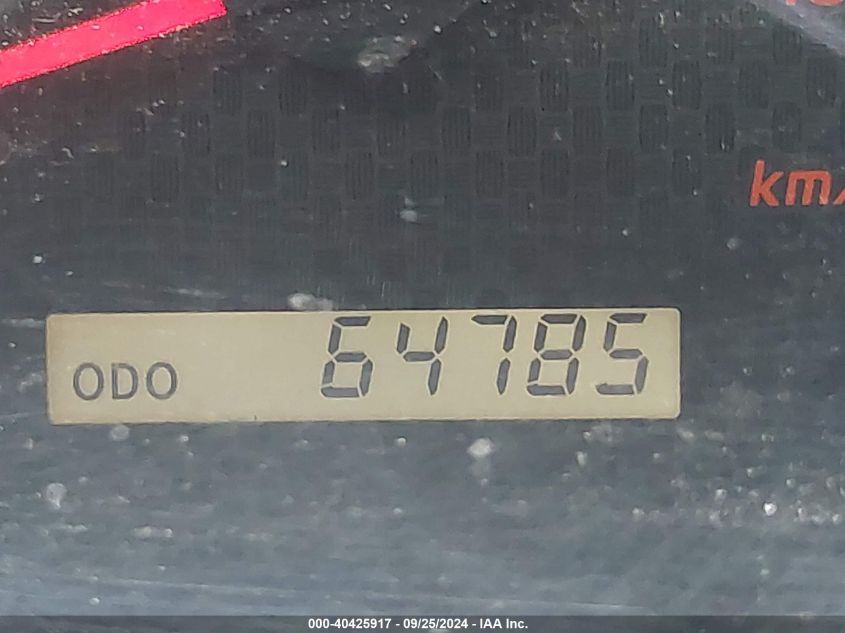 km/
ODO 64785
000-40425917 - 09/25/2024 - IAA Inc.